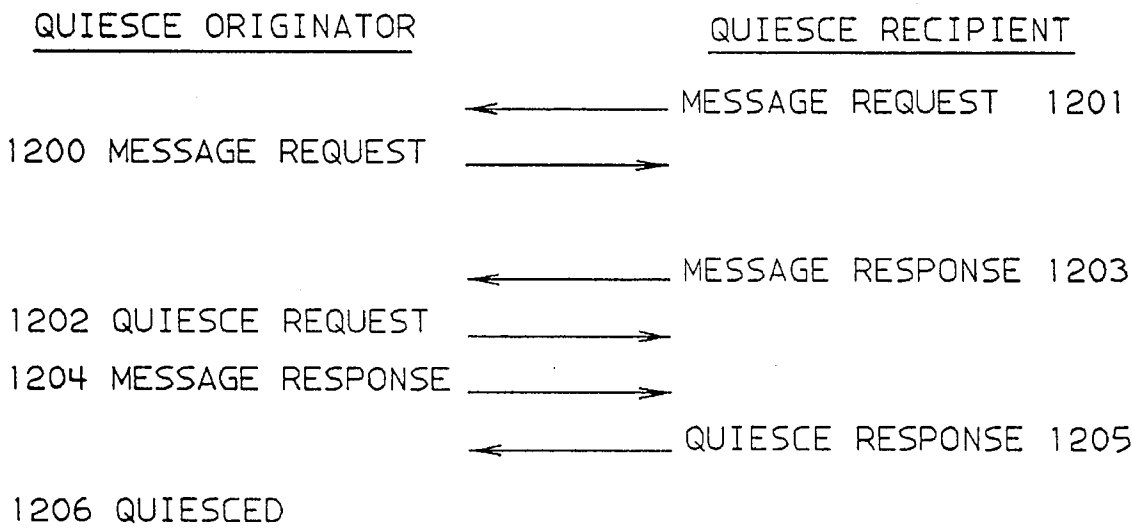 QUIESCE ORIGINATOR QUIESCE RECIPIENT
MESSAGE REQUEST 1201
1200 MESSAGE REQUEST
MESSAGE RESPONSE 1203
1202 QUIESCE REQUEST
1204 MESSAGE RESPONSE
QUIESCE RESPONSE 1205
1206 QUIESCED